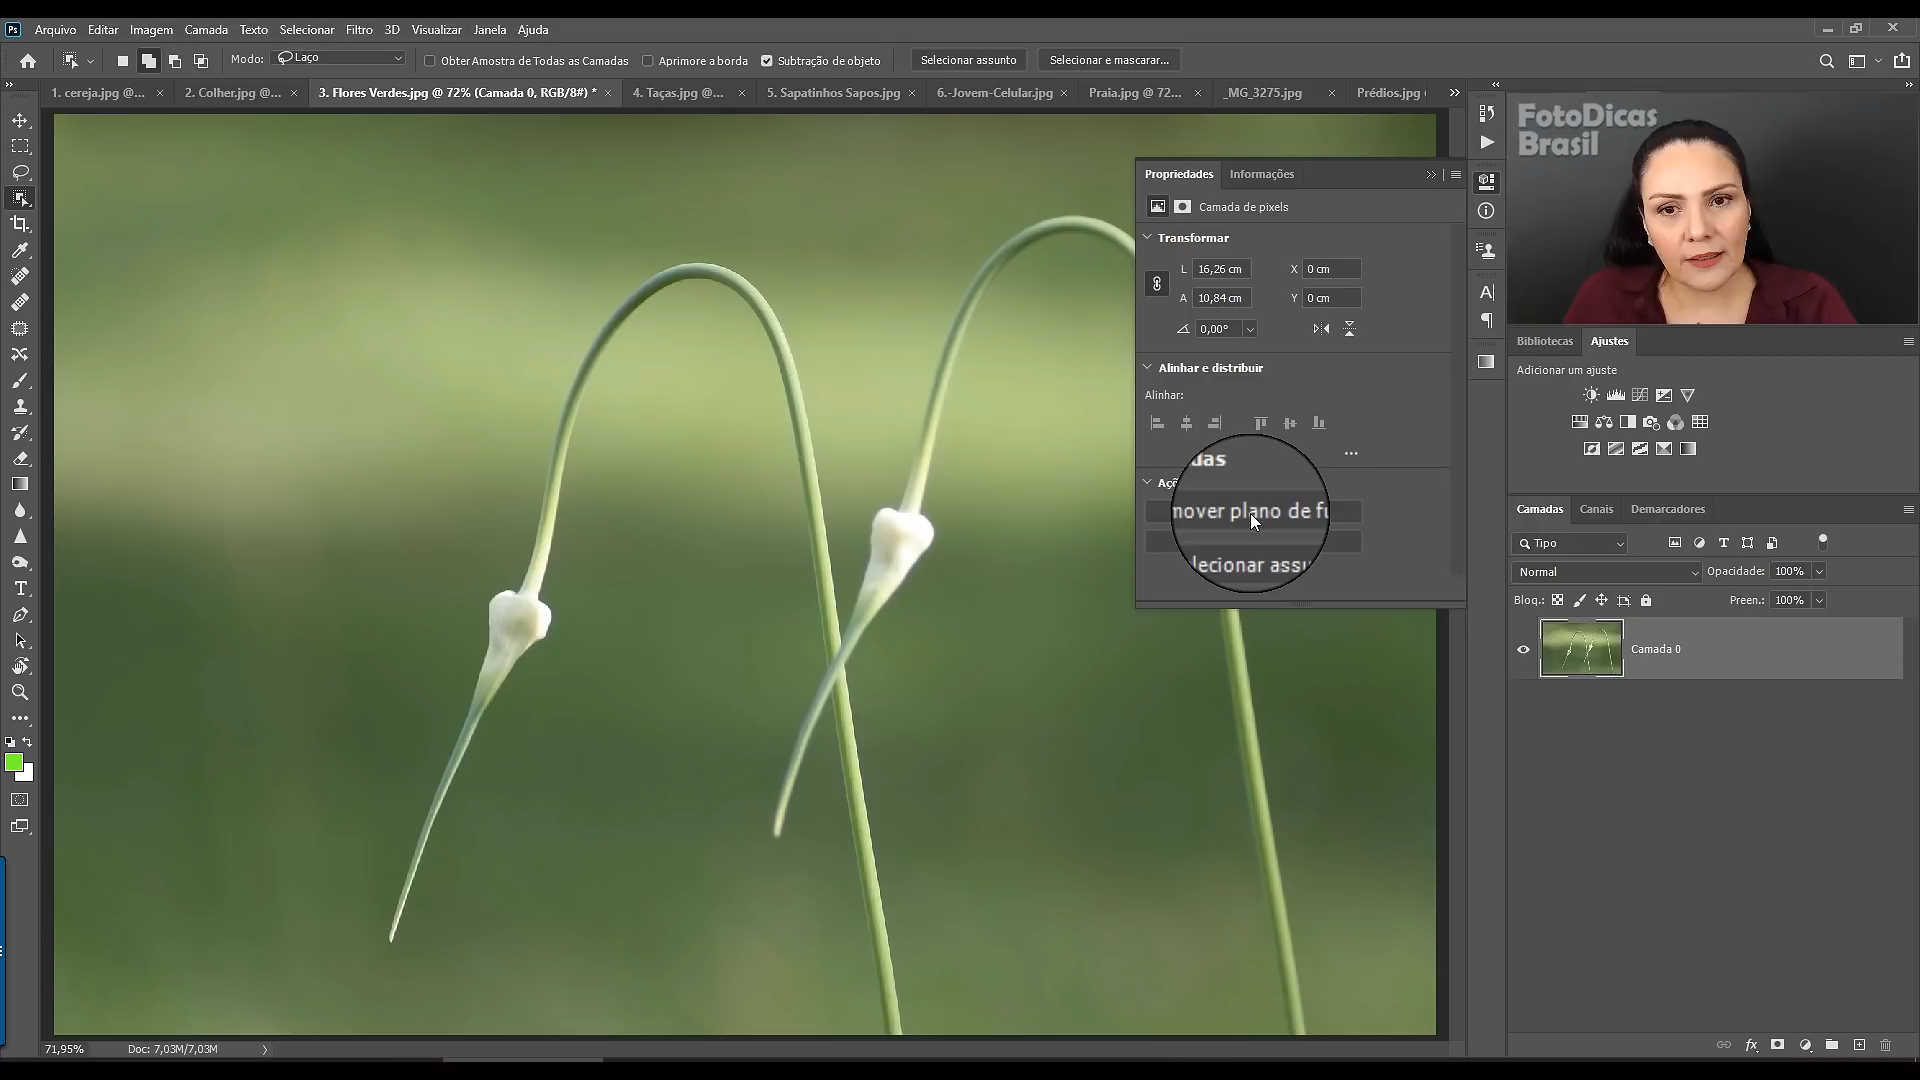 Ps Arquivo Editar Imagem Camada Texto Selecionar Filtro 3D Visualizar Janela Ajuda
Modo: Laço Obter Amostra de Todas as Camadas Aprimore a borda Subtração de objeto Selecionar assunto Selecionar e mascarar...
1. cereja.jpg @... 2. Colher.jpg @... 3. Flores Verdes.jpg @ 72% (Camada 0, RGB/8#) * 4. Taças.jpg @... 5. Sapatinhos Sapos.jpg 6.-Jovem-Celular.jpg Praia.jpg @ 72... _MG_3275.jpg Prédios.jpg
FotoDicas
Brasil
Propriedades Informações
Camada de pixels
Transformar
L 16,26 cm X 0 cm
A 10,84 cm Y 0 cm
0,00°
Alinhar e distribuir
Alinhar:
das
Açõ
mover plano de fu
lecionar assu
Bibliotecas Ajustes
Adicionar um ajuste
Camadas Canais Demarcadores
Tipo
Normal Opacidade: 100%
Bloq.: Preen.: 100%
Camada 0
71,95% Doc: 7,03M/7,03M